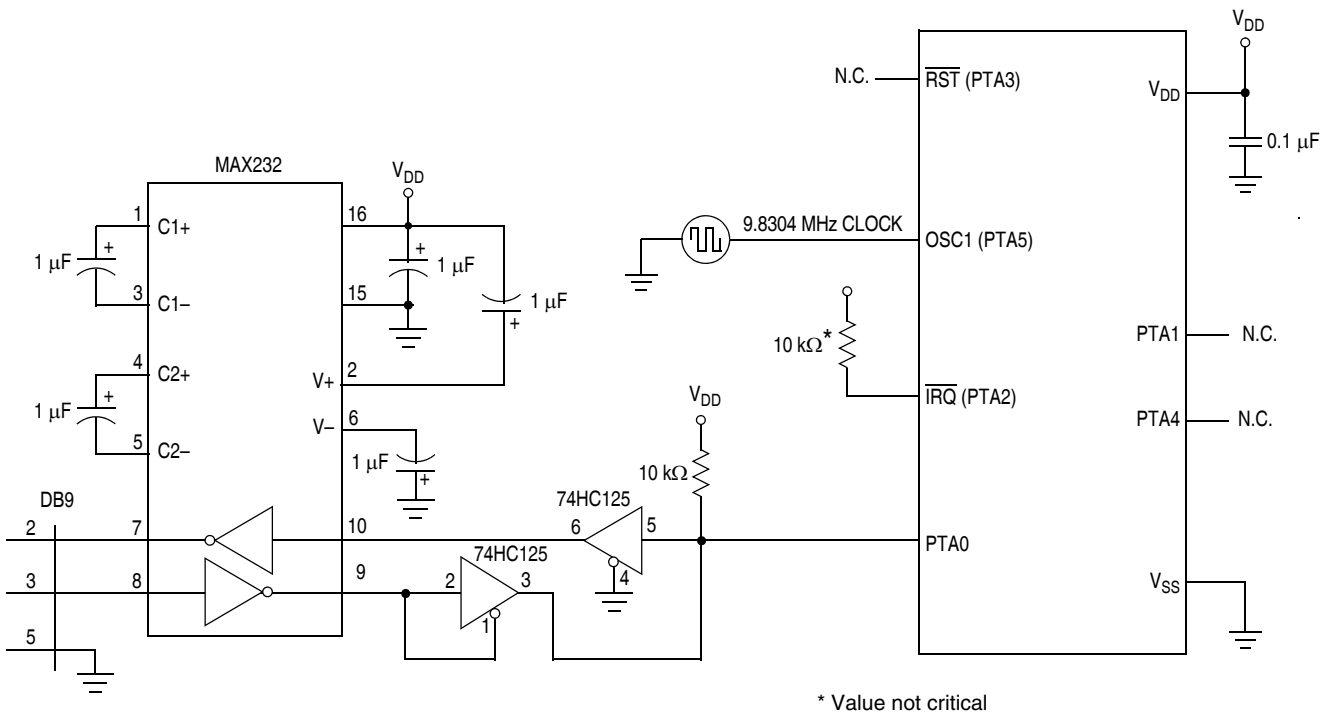 V_DD
N.C.
RST (PTA3)
V_DD
0.1 µF
MAX232
V_DD
1
C1+
16
+
1 µF
+
1 µF
9.8304 MHz CLOCK
OSC1 (PTA5)
3
C1–
15
1 µF
+
10 kΩ*
PTA1
N.C.
4
C2+
V+
2
V_DD
IRQ (PTA2)
+
1 µF
V–
6
PTA4
N.C.
5
C2–
1 µF
+
10 kΩ
DB9
74HC125
2
7
10
6
5
PTA0
74HC125
3
8
9
2
3
4
V_SS
1
5
* Value not critical